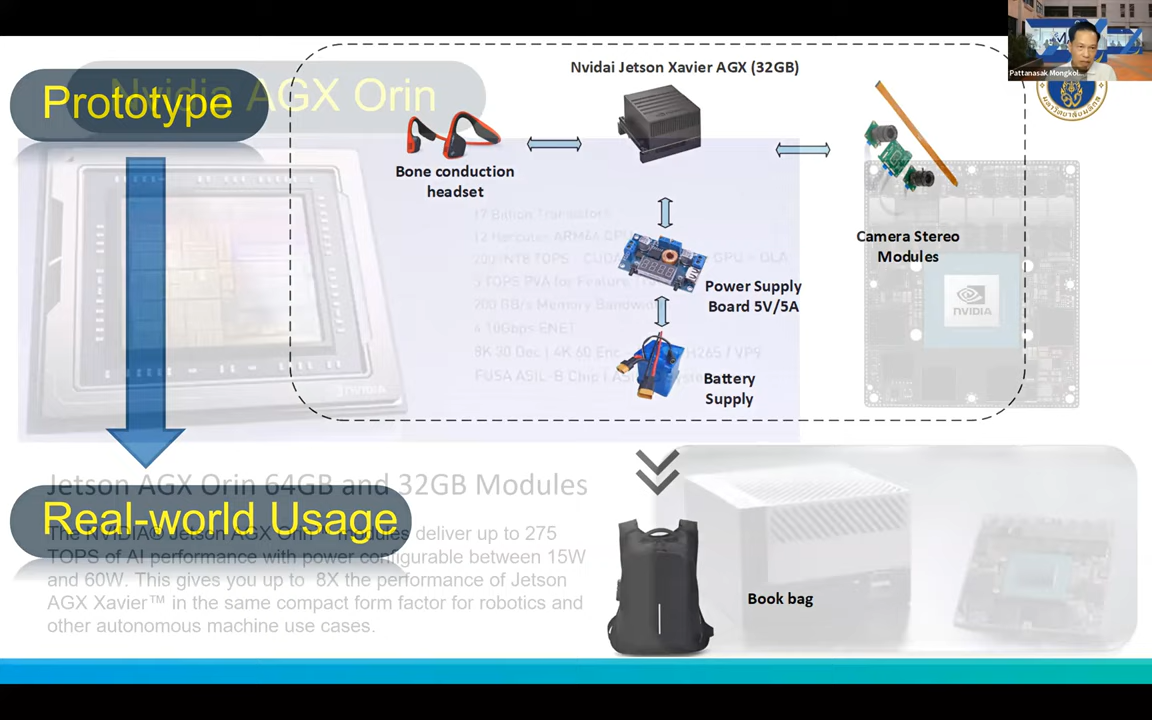 Pattanasak Mongkol...
Nvidia AGX Orin
Prototype
Nvidai Jetson Xavier AGX (32GB)
Bone conduction
headset
Camera Stereo
Modules
Power Supply
Board 5V/5A
Battery
Supply
17 Billion Transistors
12 Hercules ARM64 CPU
200 INT8 TOPS - CUDA GPU + DLA
5 TOPS PVA for Feature
200 GB/s Memory Bandwidth
4 10Gbps ENET
8K 30 Dec | 4K 60 Enc H265 / VP9
FUSA ASIL-B Chip | ASIL
NVIDIA
NVIDIA
Real-world Usage
Jetson AGX Orin 64GB and 32GB Modules
The NVIDIA® Jetson AGX Orin™ modules deliver up to 275
TOPS of AI performance with power configurable between 15W
and 60W. This gives you up to 8X the performance of Jetson
AGX Xavier™ in the same compact form factor for robotics and
other autonomous machine use cases.
Book bag